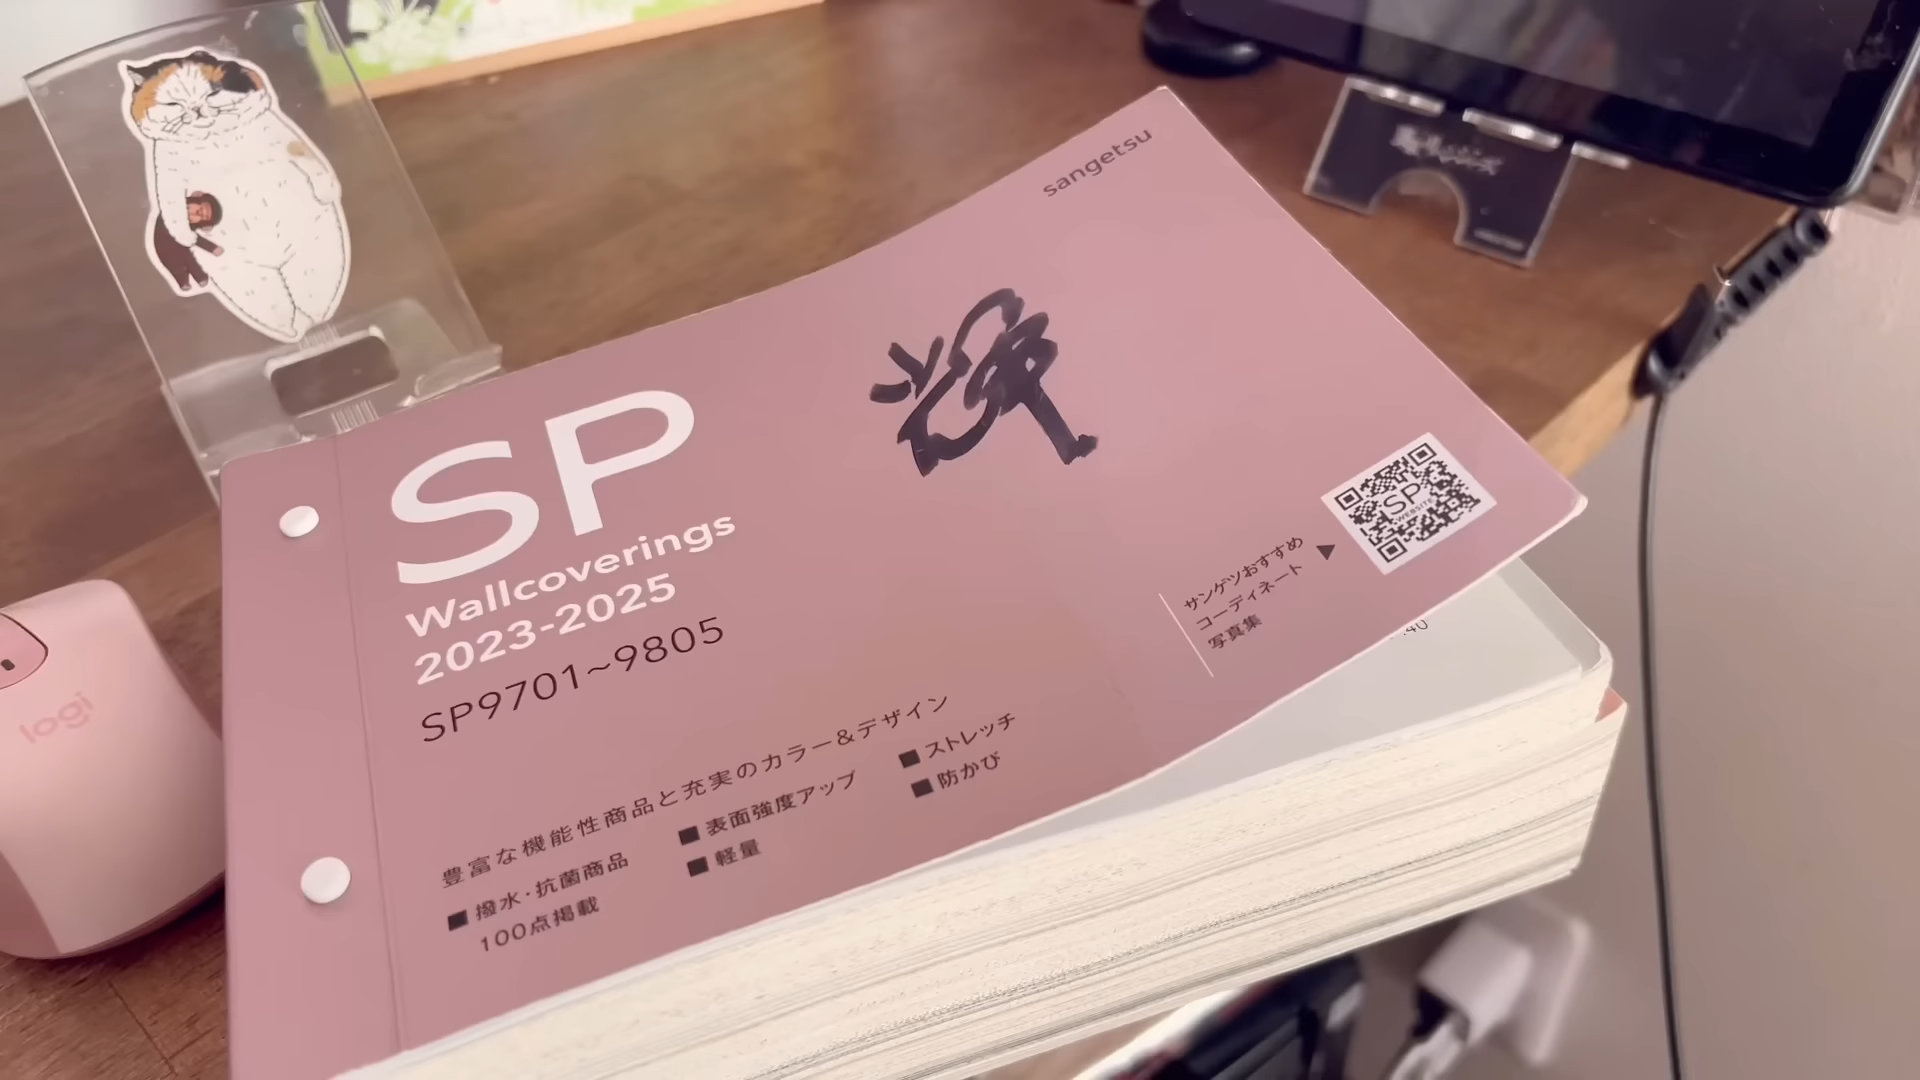 sangetsu
輝
SP
Wallcoverings
2023-2025
SP9701~9805
豊富な機能性商品と充実のカラー&デザイン
■ 撥水・抗菌商品
100点掲載
■ 表面強度アップ
■ 軽量
■ ストレッチ
■ 防かび
サンゲツおすすめ
コーディネート
写真集
SP
WEBSITE
logi